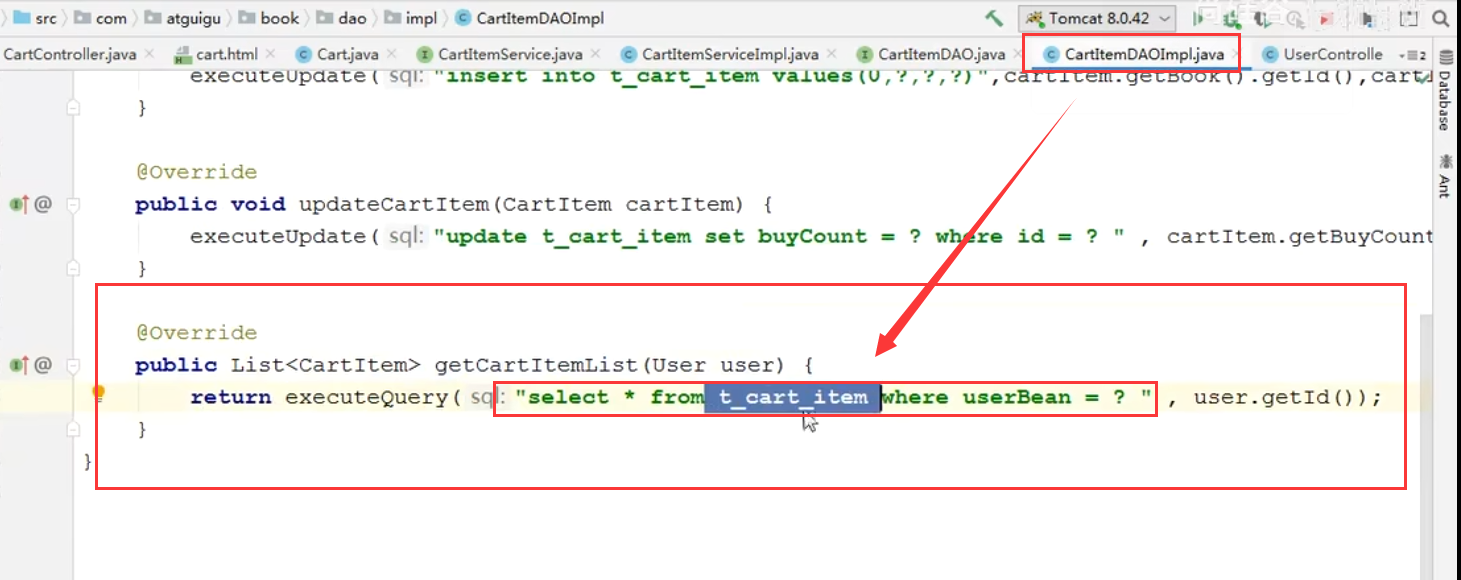 src com atguigu book dao impl CartItemDAOImpl Tomcat 8.0.42
CartController.java cart.html Cart.java CartItemService.java CartItemServiceImpl.java CartItemDAO.java CartItemDAOImpl.java UserControlle 2
executeUpdate( sql: "insert into t_cart_item values(0,?,?,?)",cartItem.getBook().getId(),cart
}
@Override
public void updateCartItem(CartItem cartItem) {
executeUpdate( sql: "update t_cart_item set buyCount = ? where id = ? " , cartItem.getBuyCount
}
@Override
public List<CartItem> getCartItemList(User user) {
return executeQuery( sql: "select * from t_cart_item where userBean = ? " , user.getId());
}
}
Database
Ant